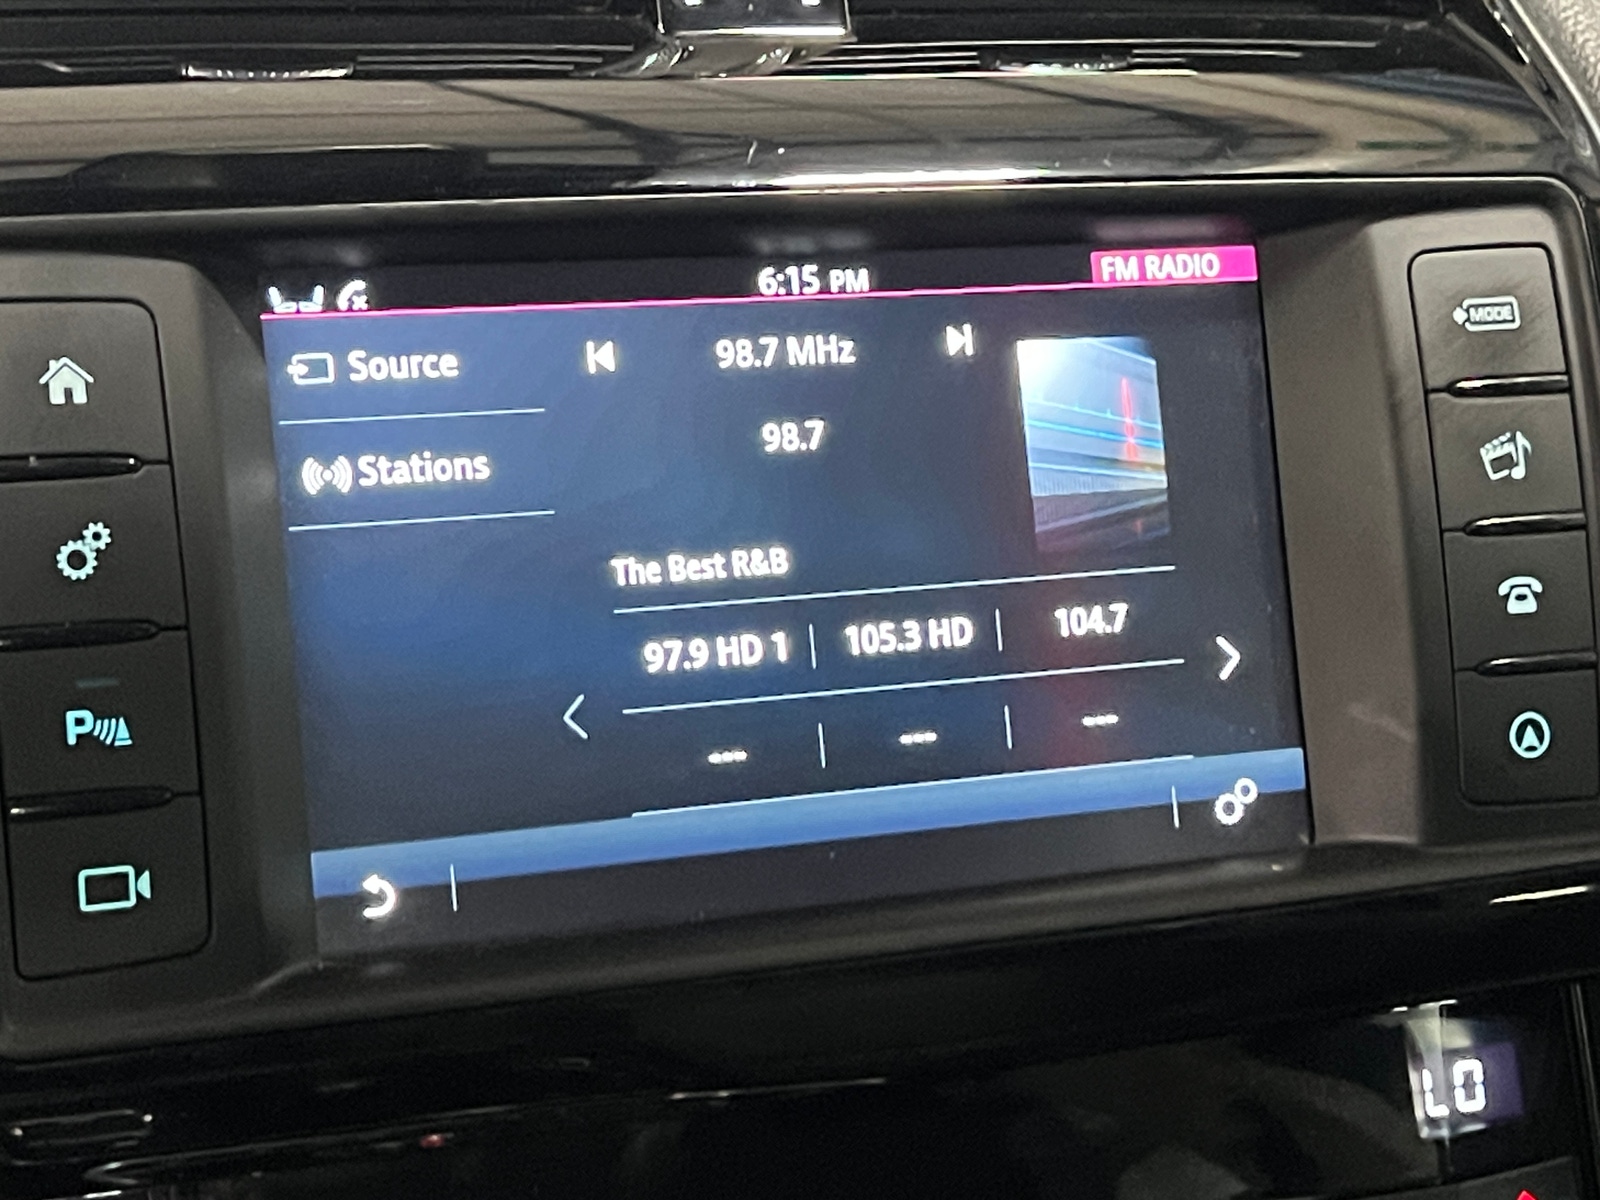 6:15 PM
FM RADIO
MODE
Source
98.7 MHz
98.7
Stations
The Best R&B
97.9 HD 1
105.3 HD
104.7
--- --- ---
P
LO